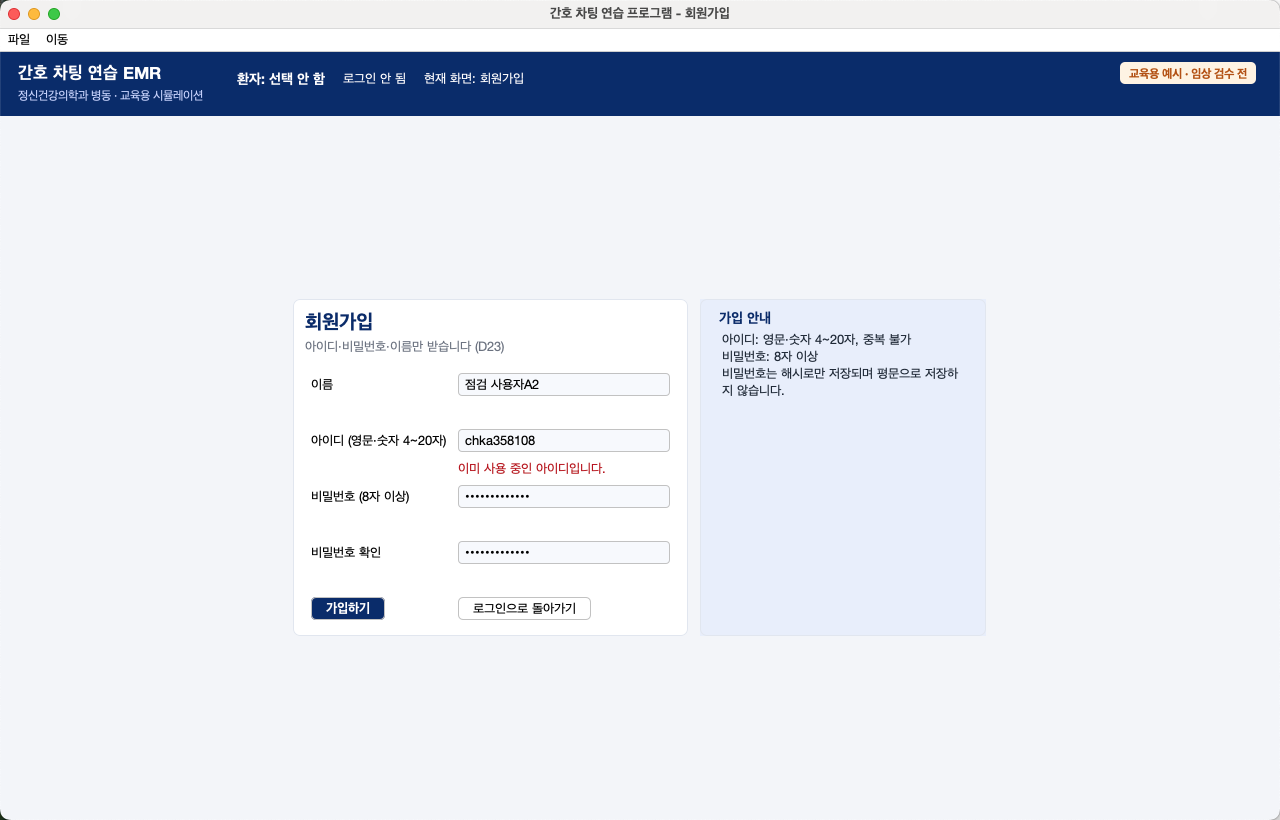 간호 차팅 연습 프로그램 - 회원가입
파일 이동
간호 차팅 연습 EMR
정신건강의학과 병동 · 교육용 시뮬레이션
환자: 선택 안 함 로그인 안 됨 현재 화면: 회원가입
교육용 예시 · 임상 검수 전
회원가입
아이디·비밀번호·이름만 받습니다 (D23)
이름 점검 사용자A2
아이디 (영문·숫자 4~20자) chka358108
이미 사용 중인 아이디입니다.
비밀번호 (8자 이상) •••••••••••••
비밀번호 확인 •••••••••••••
가입하기 로그인으로 돌아가기
가입 안내
아이디: 영문·숫자 4~20자, 중복 불가
비밀번호: 8자 이상
비밀번호는 해시로만 저장되며 평문으로 저장하
지 않습니다.